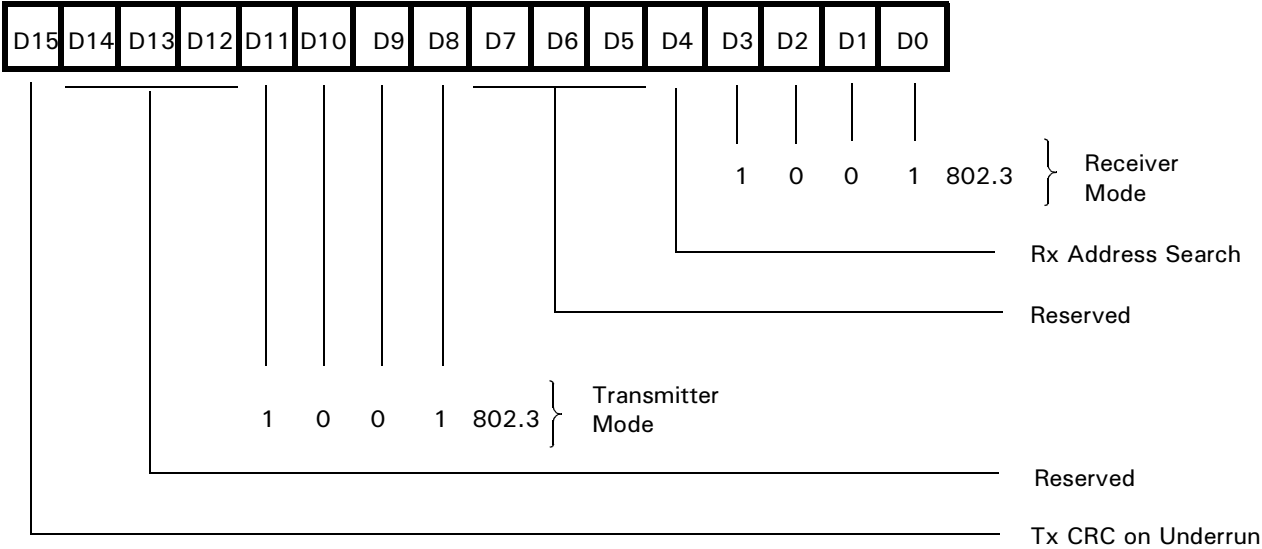 D15 D14 D13 D12 D11 D10 D9 D8 D7 D6 D5 D4 D3 D2 D1 D0
1 0 0 1 802.3 Receiver
Mode
Rx Address Search
Reserved
1 0 0 1 802.3 Transmitter
Mode
Reserved
Tx CRC on Underrun